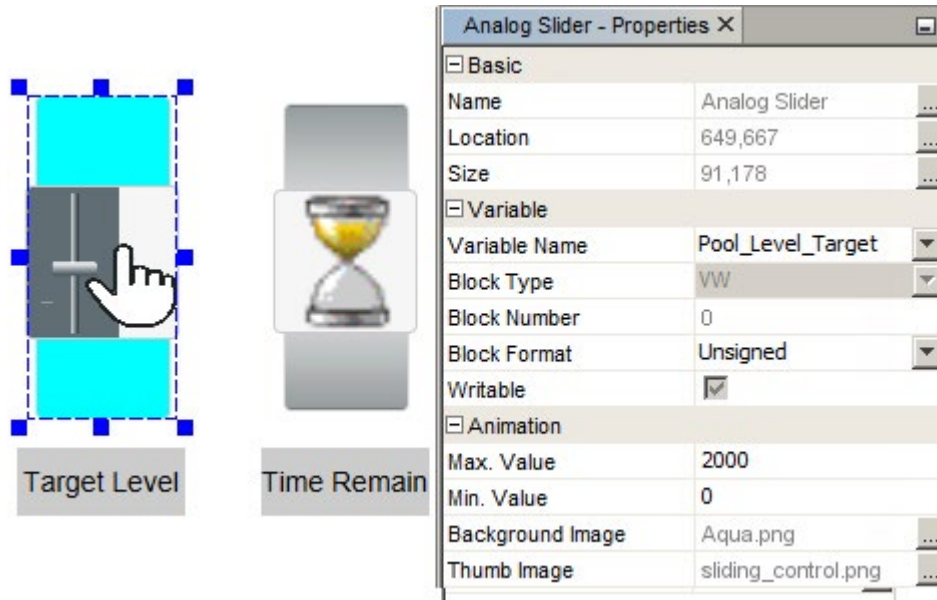 Analog Slider - Properties
Basic
Name Analog Slider ...
Location 649,667 ...
Size 91,178 ...
Variable
Variable Name Pool_Level_Target
Block Type VW
Block Number 0
Block Format Unsigned
Writable
Animation
Max. Value 2000
Min. Value 0
Background Image Aqua.png ...
Thumb Image sliding_control.png ...
Target Level
Time Remain